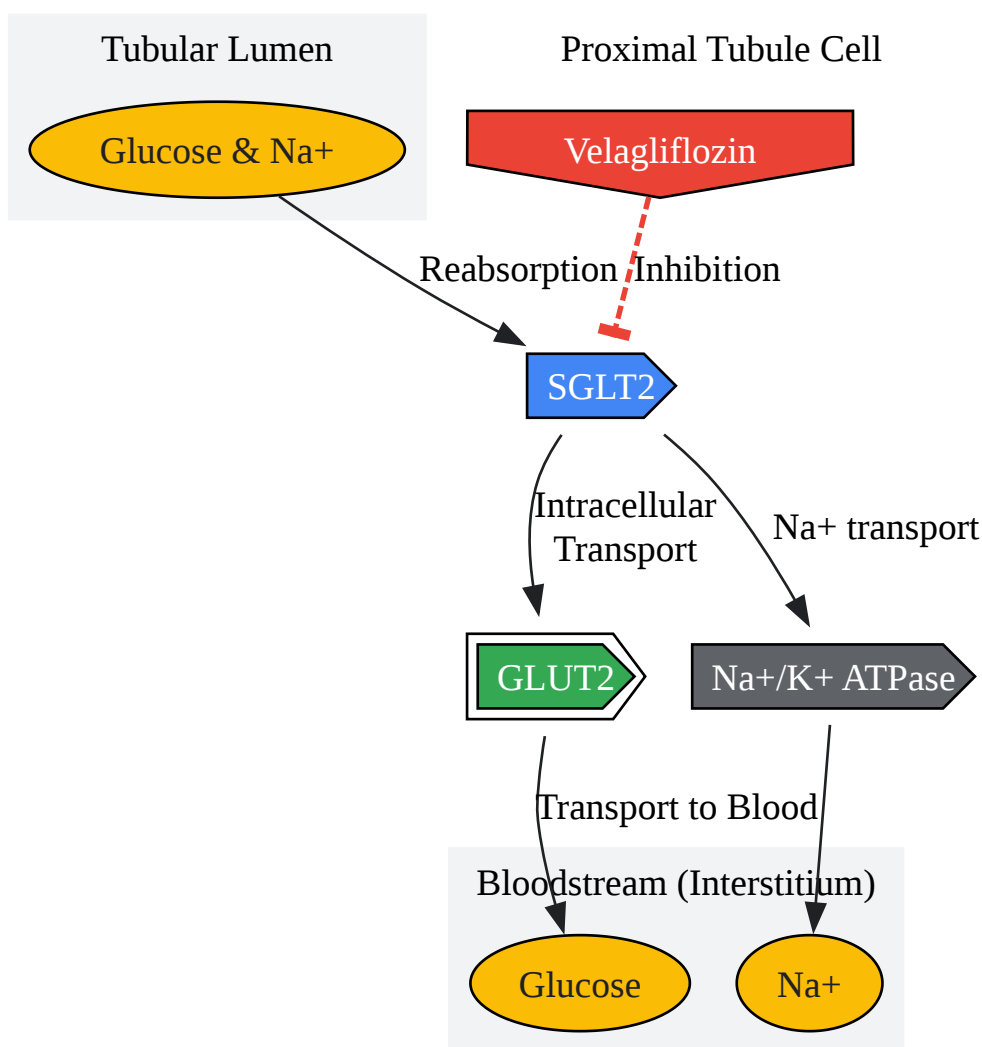 Tubular Lumen
Proximal Tubule Cell
Glucose & Na+
Velagliflozin
Reabsorption
Inhibition
SGLT2
Intracellular
Transport
Na+ transport
GLUT2
Na+/K+ ATPase
Transport to Blood
Bloodstream (Interstitium)
Glucose
Na+